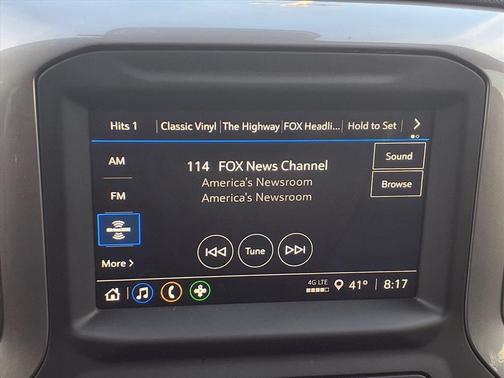 Hits 1 Classic Vinyl The Highway FOX Headli... Hold to Set >
AM
114 FOX News Channel
Sound
America's Newsroom
Browse
FM
America's Newsroom
Tune
More >
4G LTE
41° 8:17